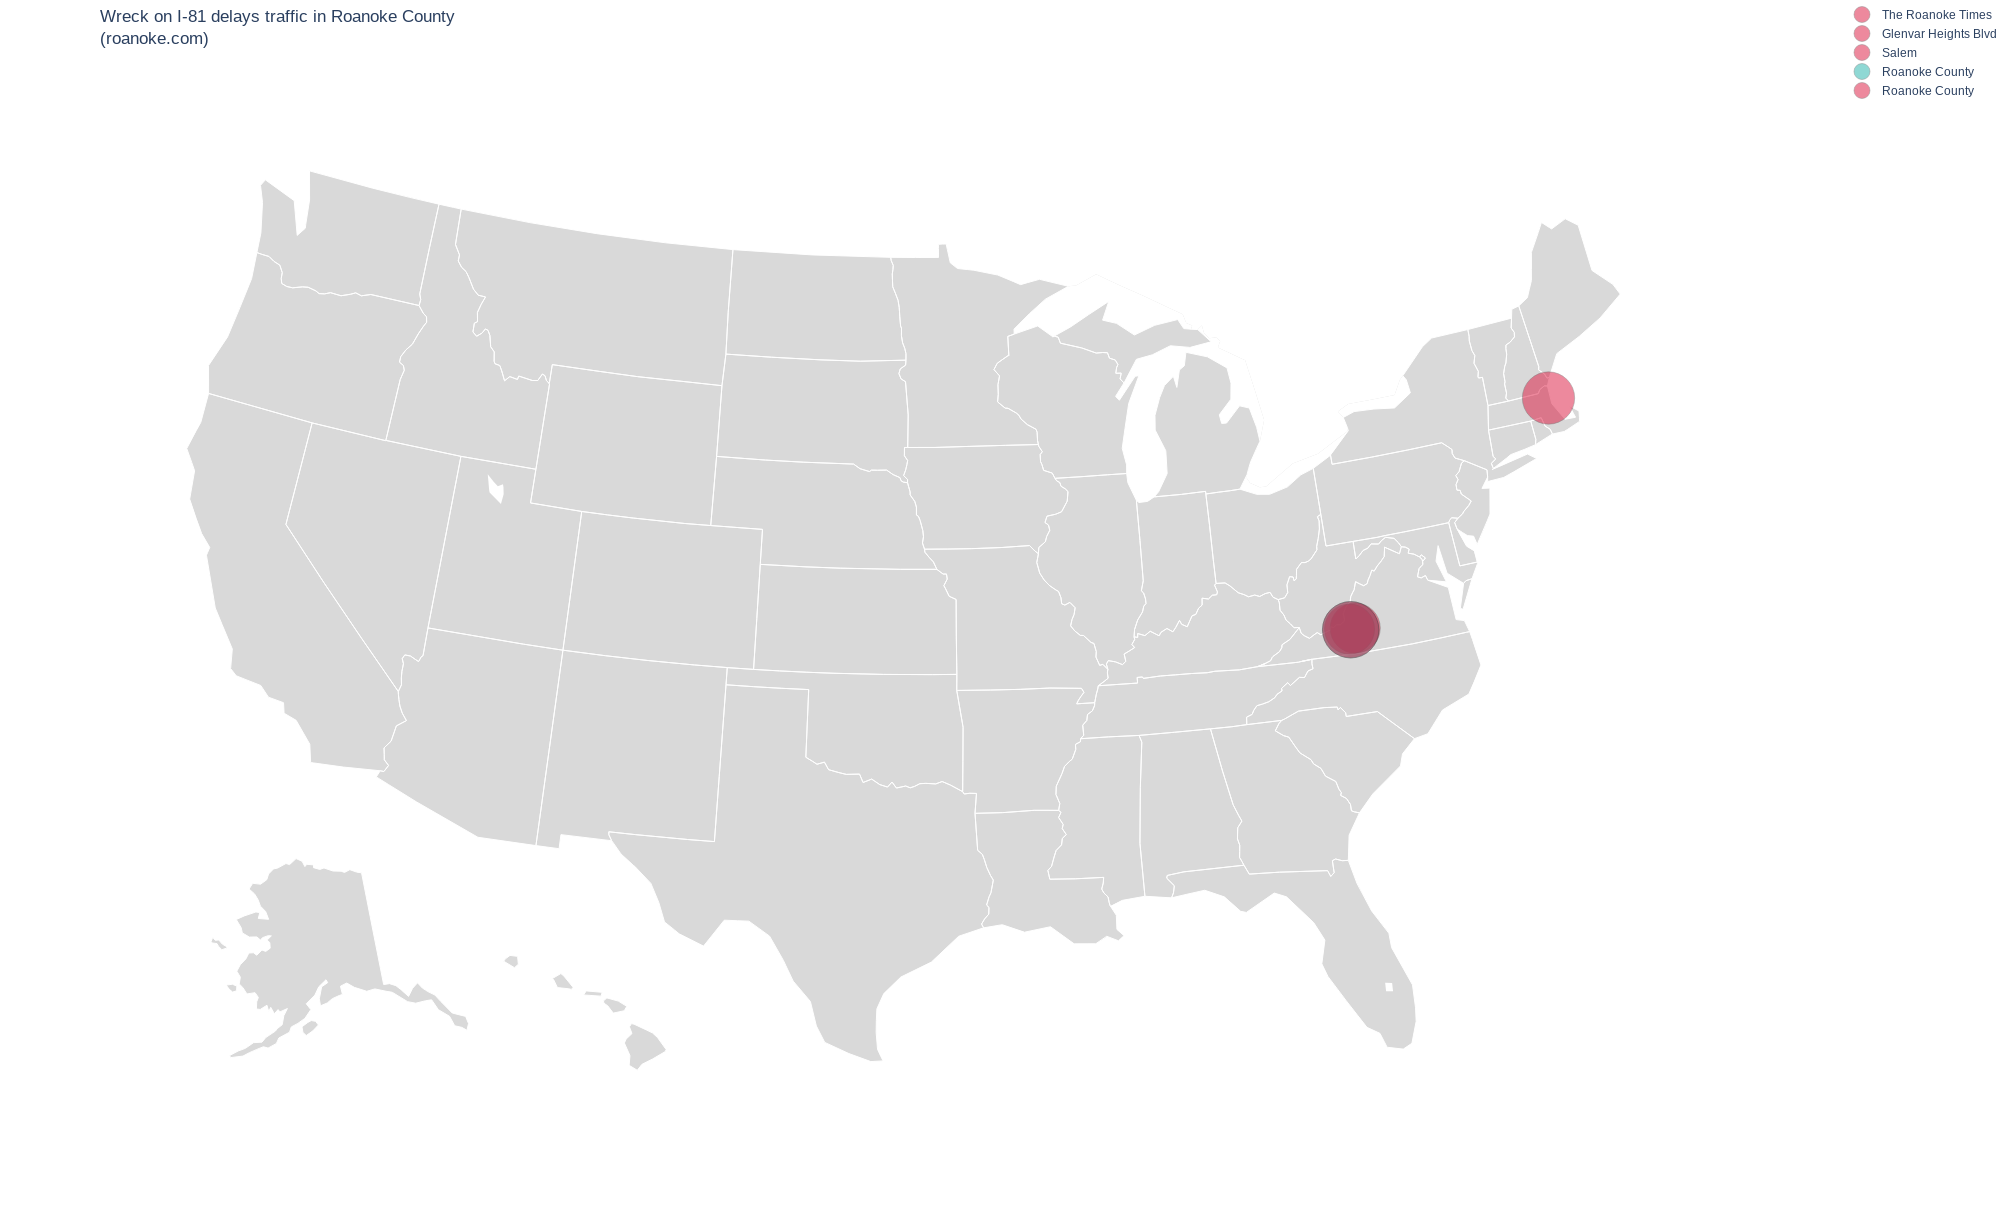 Wreck on I-81 delays traffic in Roanoke County
(roanoke.com)
The Roanoke Times
Glenvar Heights Blvd
Salem
Roanoke County
Roanoke County